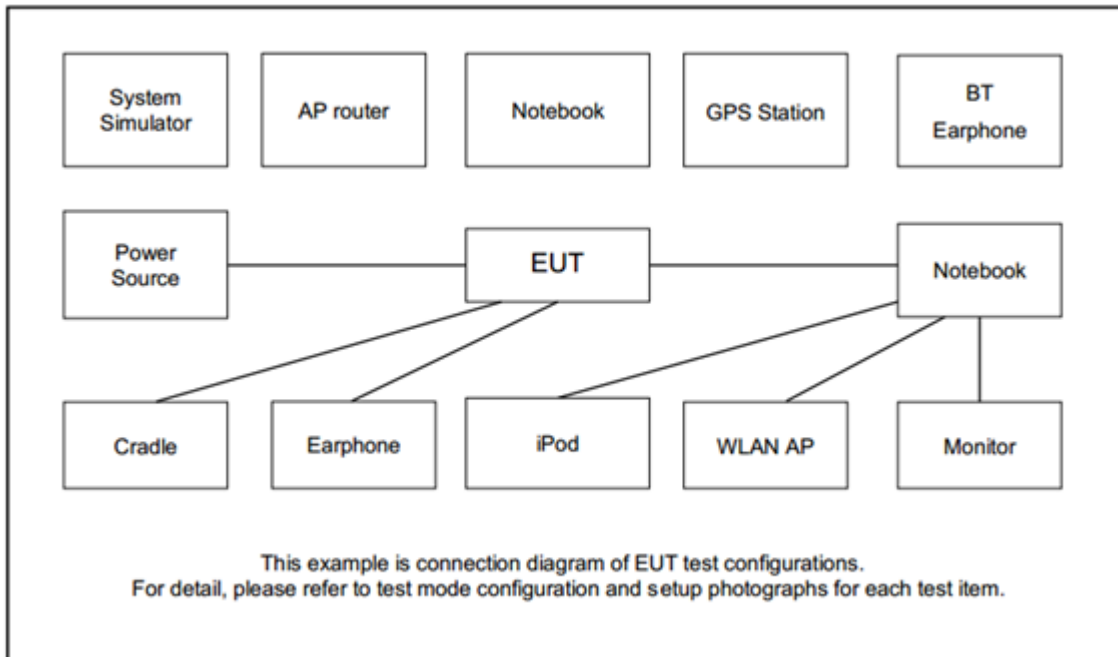 System
Simulator
AP router
Notebook
GPS Station
BT
Earphone
Power
Source
EUT
Notebook
Cradle
Earphone
iPod
WLAN AP
Monitor
This example is connection diagram of EUT test configurations.
For detail, please refer to test mode configuration and setup photographs for each test item.